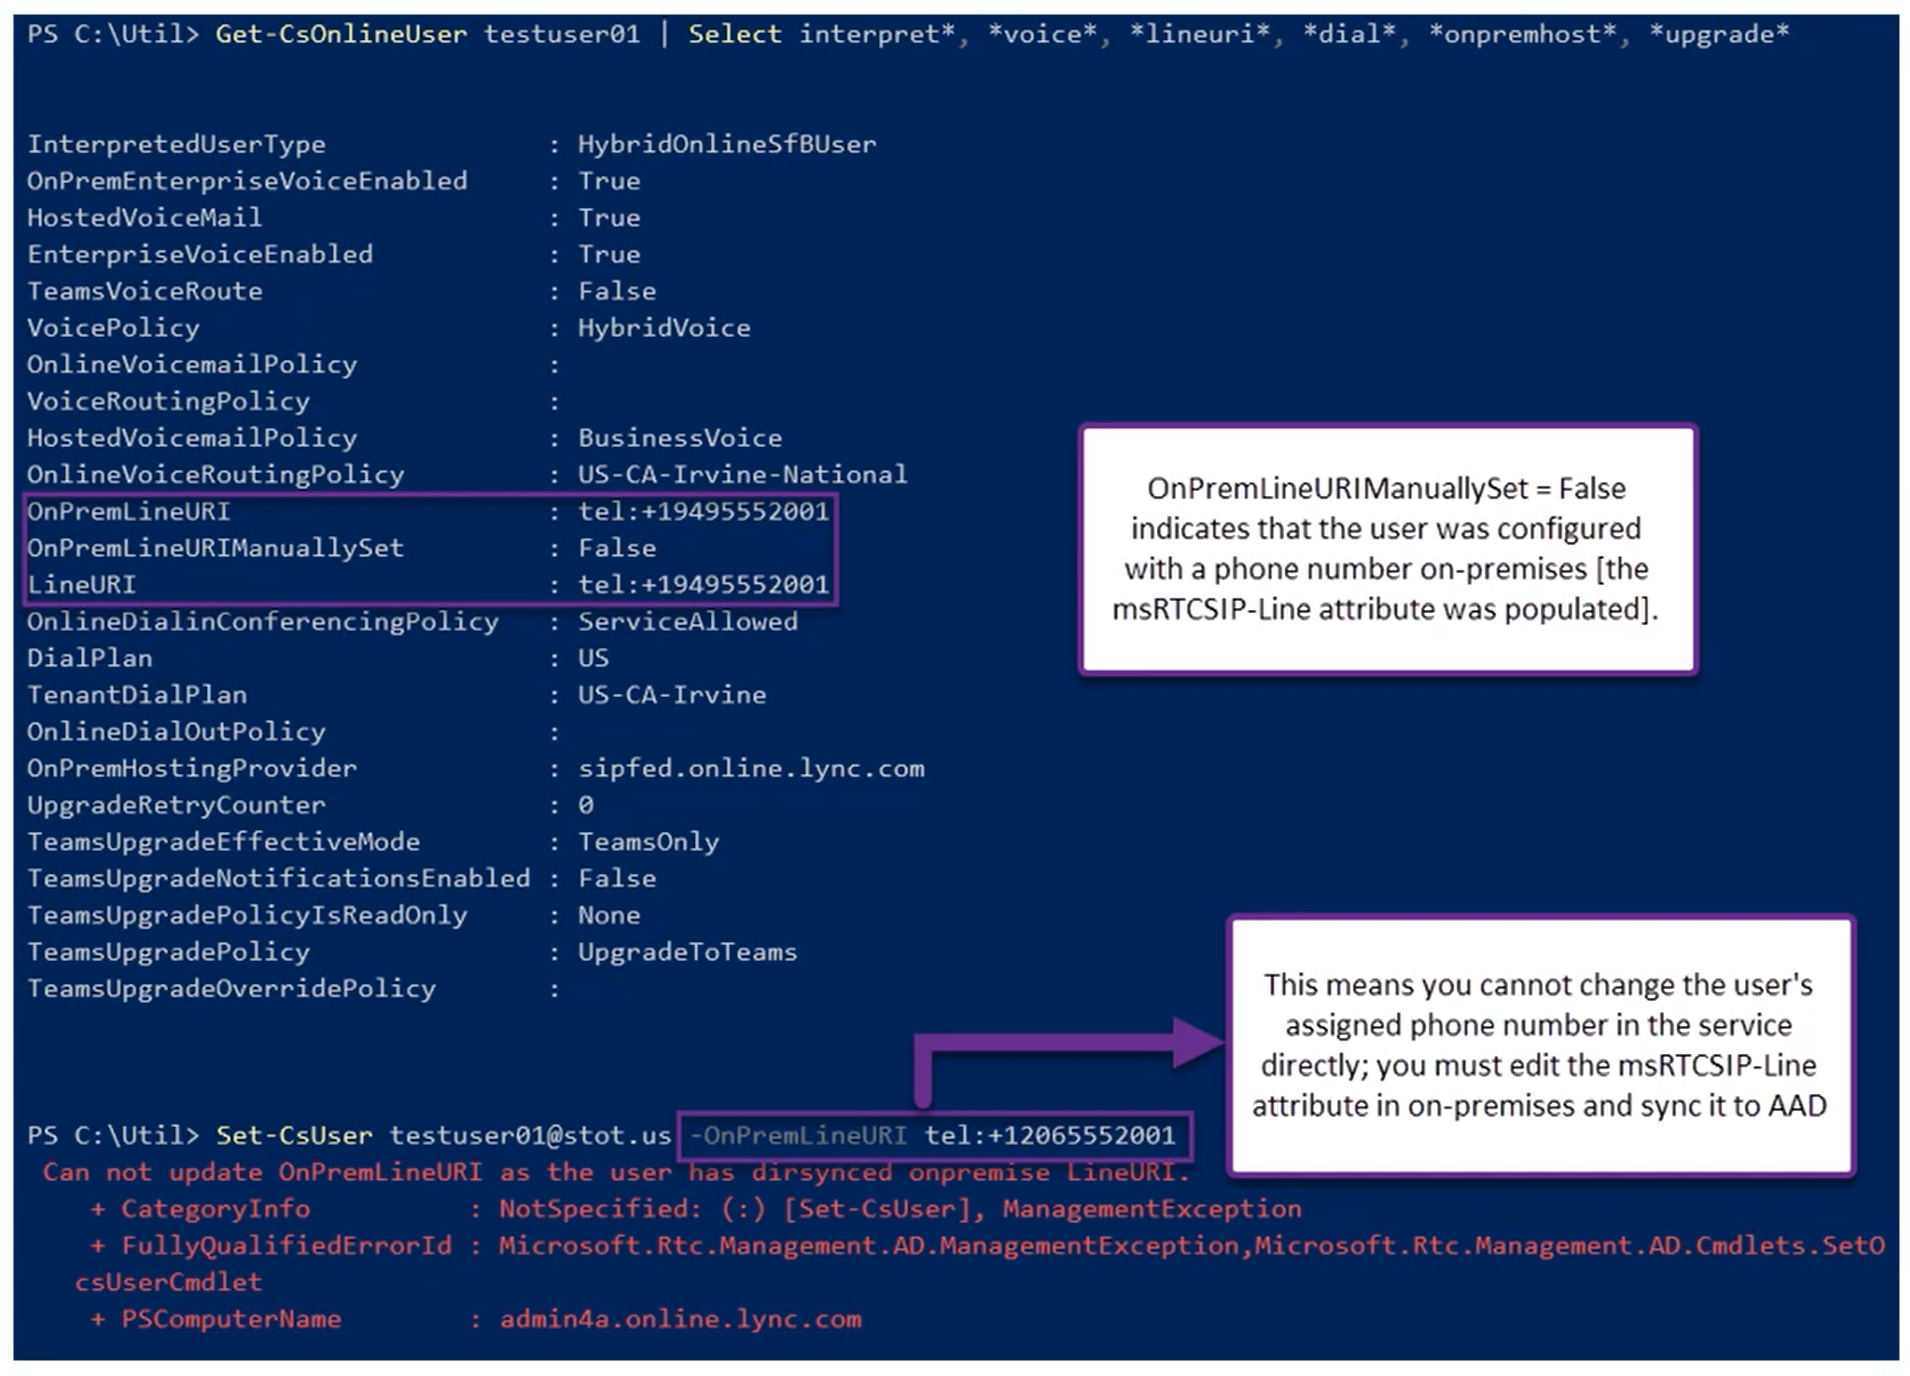 PS C:\Util> Get-CsOnlineUser testuser01 | Select interpret*, *voice*, *lineuri*, *dial*, *onpremhost*, *upgrade*
InterpretedUserType : HybridOnlineSfBUser
OnPremEnterpriseVoiceEnabled : True
HostedVoiceMail : True
EnterpriseVoiceEnabled : True
TeamsVoiceRoute : False
VoicePolicy : HybridVoice
OnlineVoicemailPolicy :
VoiceRoutingPolicy :
HostedVoicemailPolicy : BusinessVoice
OnlineVoiceRoutingPolicy : US-CA-Irvine-National
OnPremLineURI : tel:+19495552001
OnPremLineURIManuallySet : False
LineURI : tel:+19495552001
OnlineDialinConferencingPolicy : ServiceAllowed
DialPlan : US
TenantDialPlan : US-CA-Irvine
OnlineDialOutPolicy :
OnPremHostingProvider : sipfed.online.lync.com
UpgradeRetryCounter : 0
TeamsUpgradeEffectiveMode : TeamsOnly
TeamsUpgradeNotificationsEnabled : False
TeamsUpgradePolicyIsReadOnly : None
TeamsUpgradePolicy : UpgradeToTeams
TeamsUpgradeOverridePolicy :
OnPremLineURIManuallySet = False
indicates that the user was configured
with a phone number on-premises [the
msRTCSIP-Line attribute was populated].
This means you cannot change the user's
assigned phone number in the service
directly; you must edit the msRTCSIP-Line
attribute in on-premises and sync it to AAD
PS C:\Util> Set-CsUser testuser01@stot.us -OnPremLineURI tel:+12065552001
Can not update OnPremLineURI as the user has dirsynced onpremise LineURI.
+ CategoryInfo : NotSpecified: (:) [Set-CsUser], ManagementException
+ FullyQualifiedErrorId : Microsoft.Rtc.Management.AD.ManagementException,Microsoft.Rtc.Management.AD.Cmdlets.SetO
csUserCmdlet
+ PSComputerName : admin4a.online.lync.com